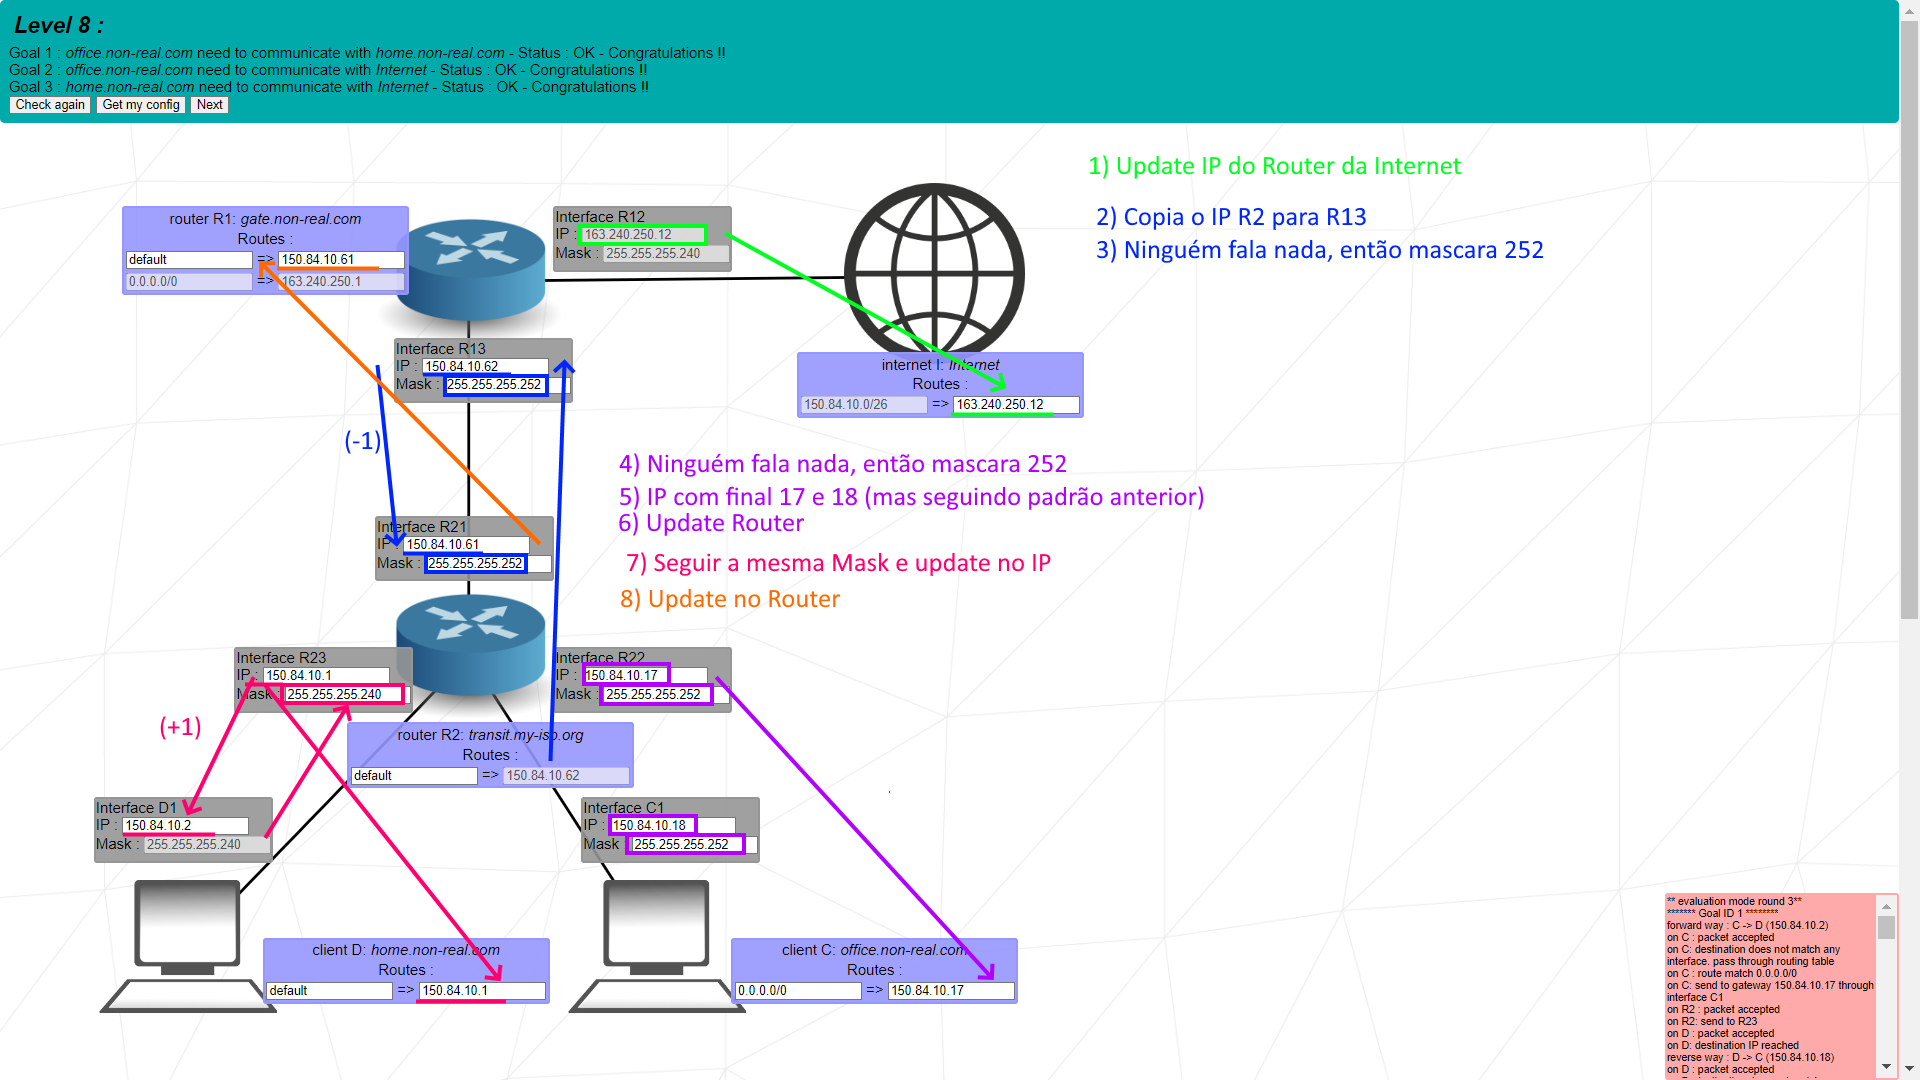 Level 8 :
Goal 1 : office.non-real.com need to communicate with home.non-real.com - Status : OK - Congratulations !!
Goal 2 : office.non-real.com need to communicate with Internet - Status : OK - Congratulations !!
Goal 3 : home.non-real.com need to communicate with Internet - Status : OK - Congratulations !!
Check again Get my config Next
1) Update IP do Router da Internet
2) Copia o IP R2 para R13
3) Ninguém fala nada, então mascara 252
router R1: gate.non-real.com
Routes :
default => 150.84.10.61
0.0.0.0/0 => 163.240.250.1
Interface R12
IP : 163.240.250.12
Mask : 255.255.255.240
Interface R13
IP : 150.84.10.62
Mask : 255.255.255.252
internet I: Internet
Routes :
150.84.10.0/26 => 163.240.250.12
(-1)
4) Ninguém fala nada, então mascara 252
5) IP com final 17 e 18 (mas seguindo padrão anterior)
6) Update Router
7) Seguir a mesma Mask e update no IP
8) Update no Router
Interface R21
IP : 150.84.10.61
Mask : 255.255.255.252
Interface R23
IP : 150.84.10.1
Mask : 255.255.255.240
Interface R22
IP : 150.84.10.17
Mask : 255.255.255.252
(+1)
router R2: transit.my-isp.org
Routes :
default => 150.84.10.62
Interface D1
IP : 150.84.10.2
Mask : 255.255.255.240
Interface C1
IP : 150.84.10.18
Mask 255.255.255.252
client D: home.non-real.com
Routes :
default => 150.84.10.1
client C: office.non-real.com
Routes :
0.0.0.0/0 => 150.84.10.17
** evaluation mode round 3**
******* Goal ID 1 ********
forward way : C -> D (150.84.10.2)
on C : packet accepted
on C: destination does not match any
interface. pass through routing table
on C : route match 0.0.0.0/0
on C: send to gateway 150.84.10.17 through
interface C1
on R2 : packet accepted
on R2: send to R23
on D : packet accepted
on D: destination IP reached
reverse way : D -> C (150.84.10.18)
on D : packet accepted